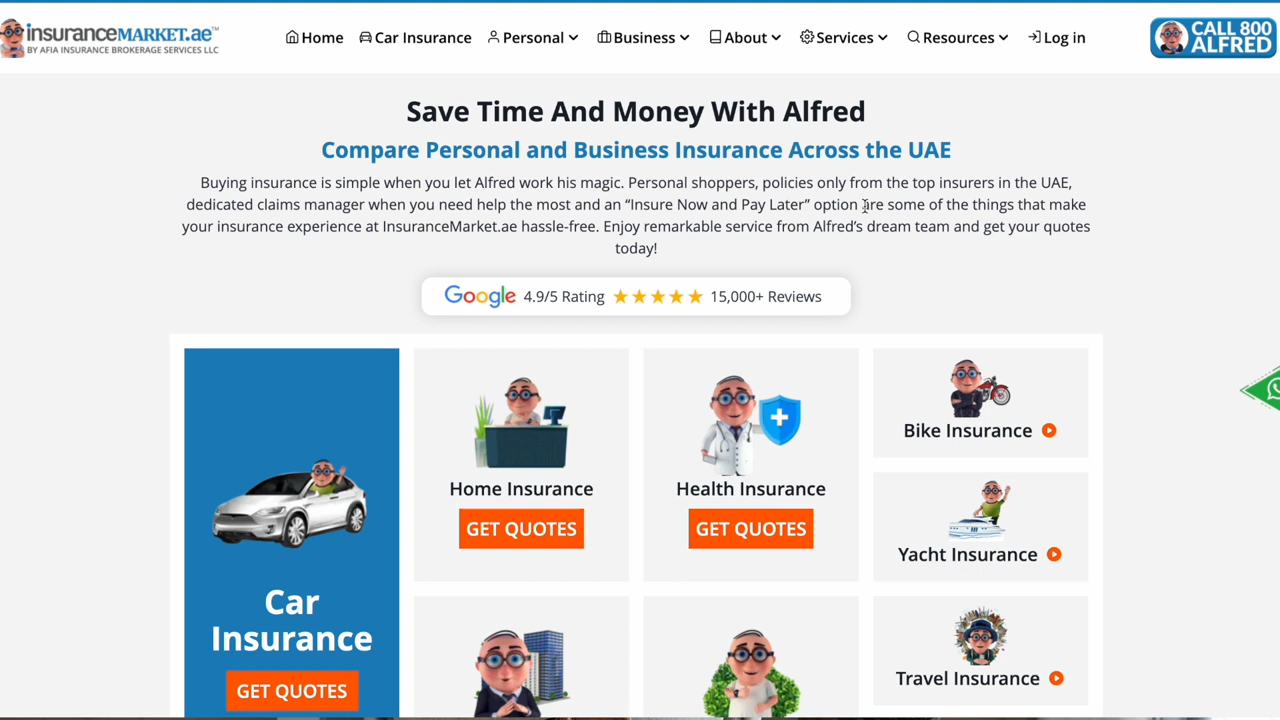 insuranceMARKET.ae™
BY AFIA INSURANCE BROKERAGE SERVICES LLC
Home Car Insurance Personal Business About Services Resources Log in
CALL 800
ALFRED
Save Time And Money With Alfred
Compare Personal and Business Insurance Across the UAE
Buying insurance is simple when you let Alfred work his magic. Personal shoppers, policies only from the top insurers in the UAE,
dedicated claims manager when you need help the most and an “Insure Now and Pay Later” option are some of the things that make
your insurance experience at InsuranceMarket.ae hassle-free. Enjoy remarkable service from Alfred’s dream team and get your quotes
today!
Google 4.9/5 Rating 15,000+ Reviews
Car
Insurance
GET QUOTES
Home Insurance
GET QUOTES
Health Insurance
GET QUOTES
Bike Insurance
Yacht Insurance
Travel Insurance